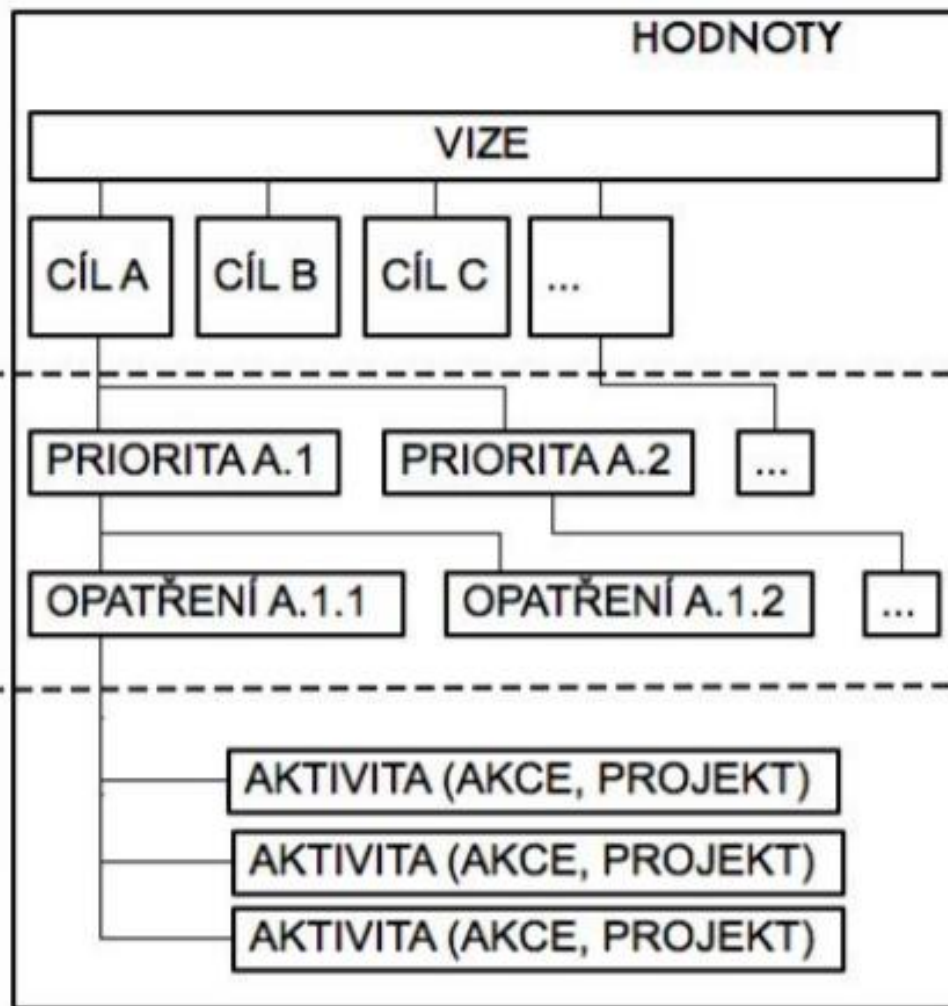 HODNOTY
VIZE
CÍL A
CÍL B
CÍL C
...
PRIORITA A.1
PRIORITA A.2
...
OPATŘENÍ A.1.1
OPATŘENÍ A.1.2
...
AKTIVITA (AKCE, PROJEKT)
AKTIVITA (AKCE, PROJEKT)
AKTIVITA (AKCE, PROJEKT)